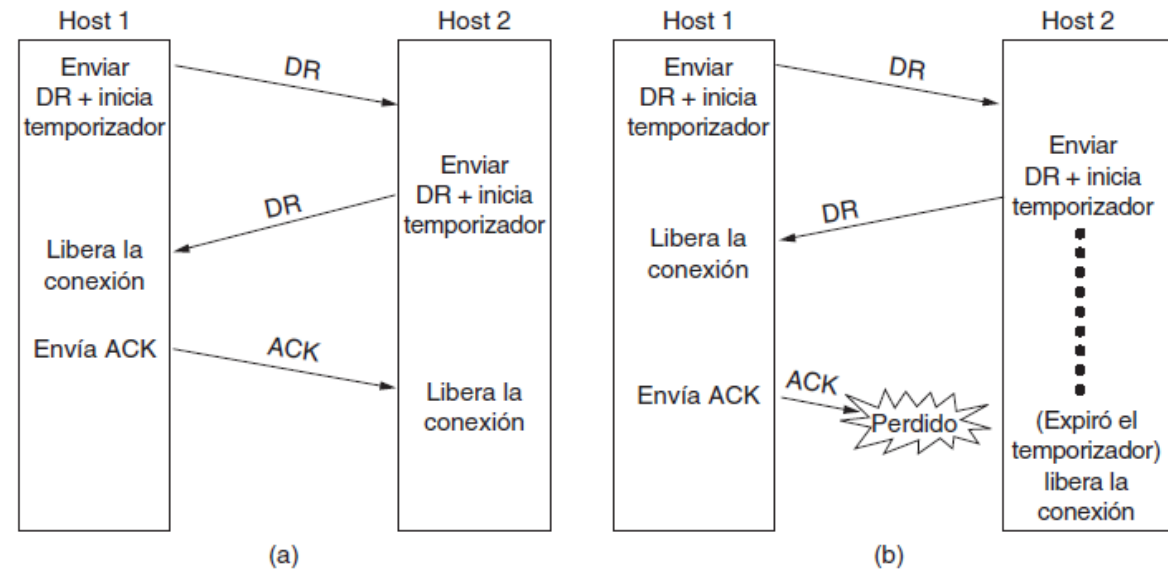 Host 1
Host 2
Enviar
DR + inicia
temporizador
DR
Enviar
DR + inicia
temporizador
DR
Libera la
conexión
Envía ACK
ACK
Libera la
conexión
(a)
Host 1
Host 2
Enviar
DR + inicia
temporizador
DR
Enviar
DR + inicia
temporizador
DR
Libera la
conexión
Envía ACK
ACK
Perdido
(Expiró el
temporizador)
libera la
conexión
(b)